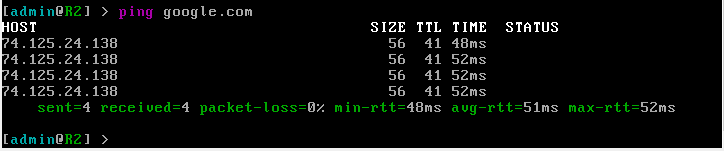 [admin@R2] > ping google.com
HOST SIZE TTL TIME STATUS
74.125.24.138 56 41 48ms
74.125.24.138 56 41 52ms
74.125.24.138 56 41 52ms
74.125.24.138 56 41 52ms
sent=4 received=4 packet-loss=0% min-rtt=48ms avg-rtt=51ms max-rtt=52ms
[admin@R2] >